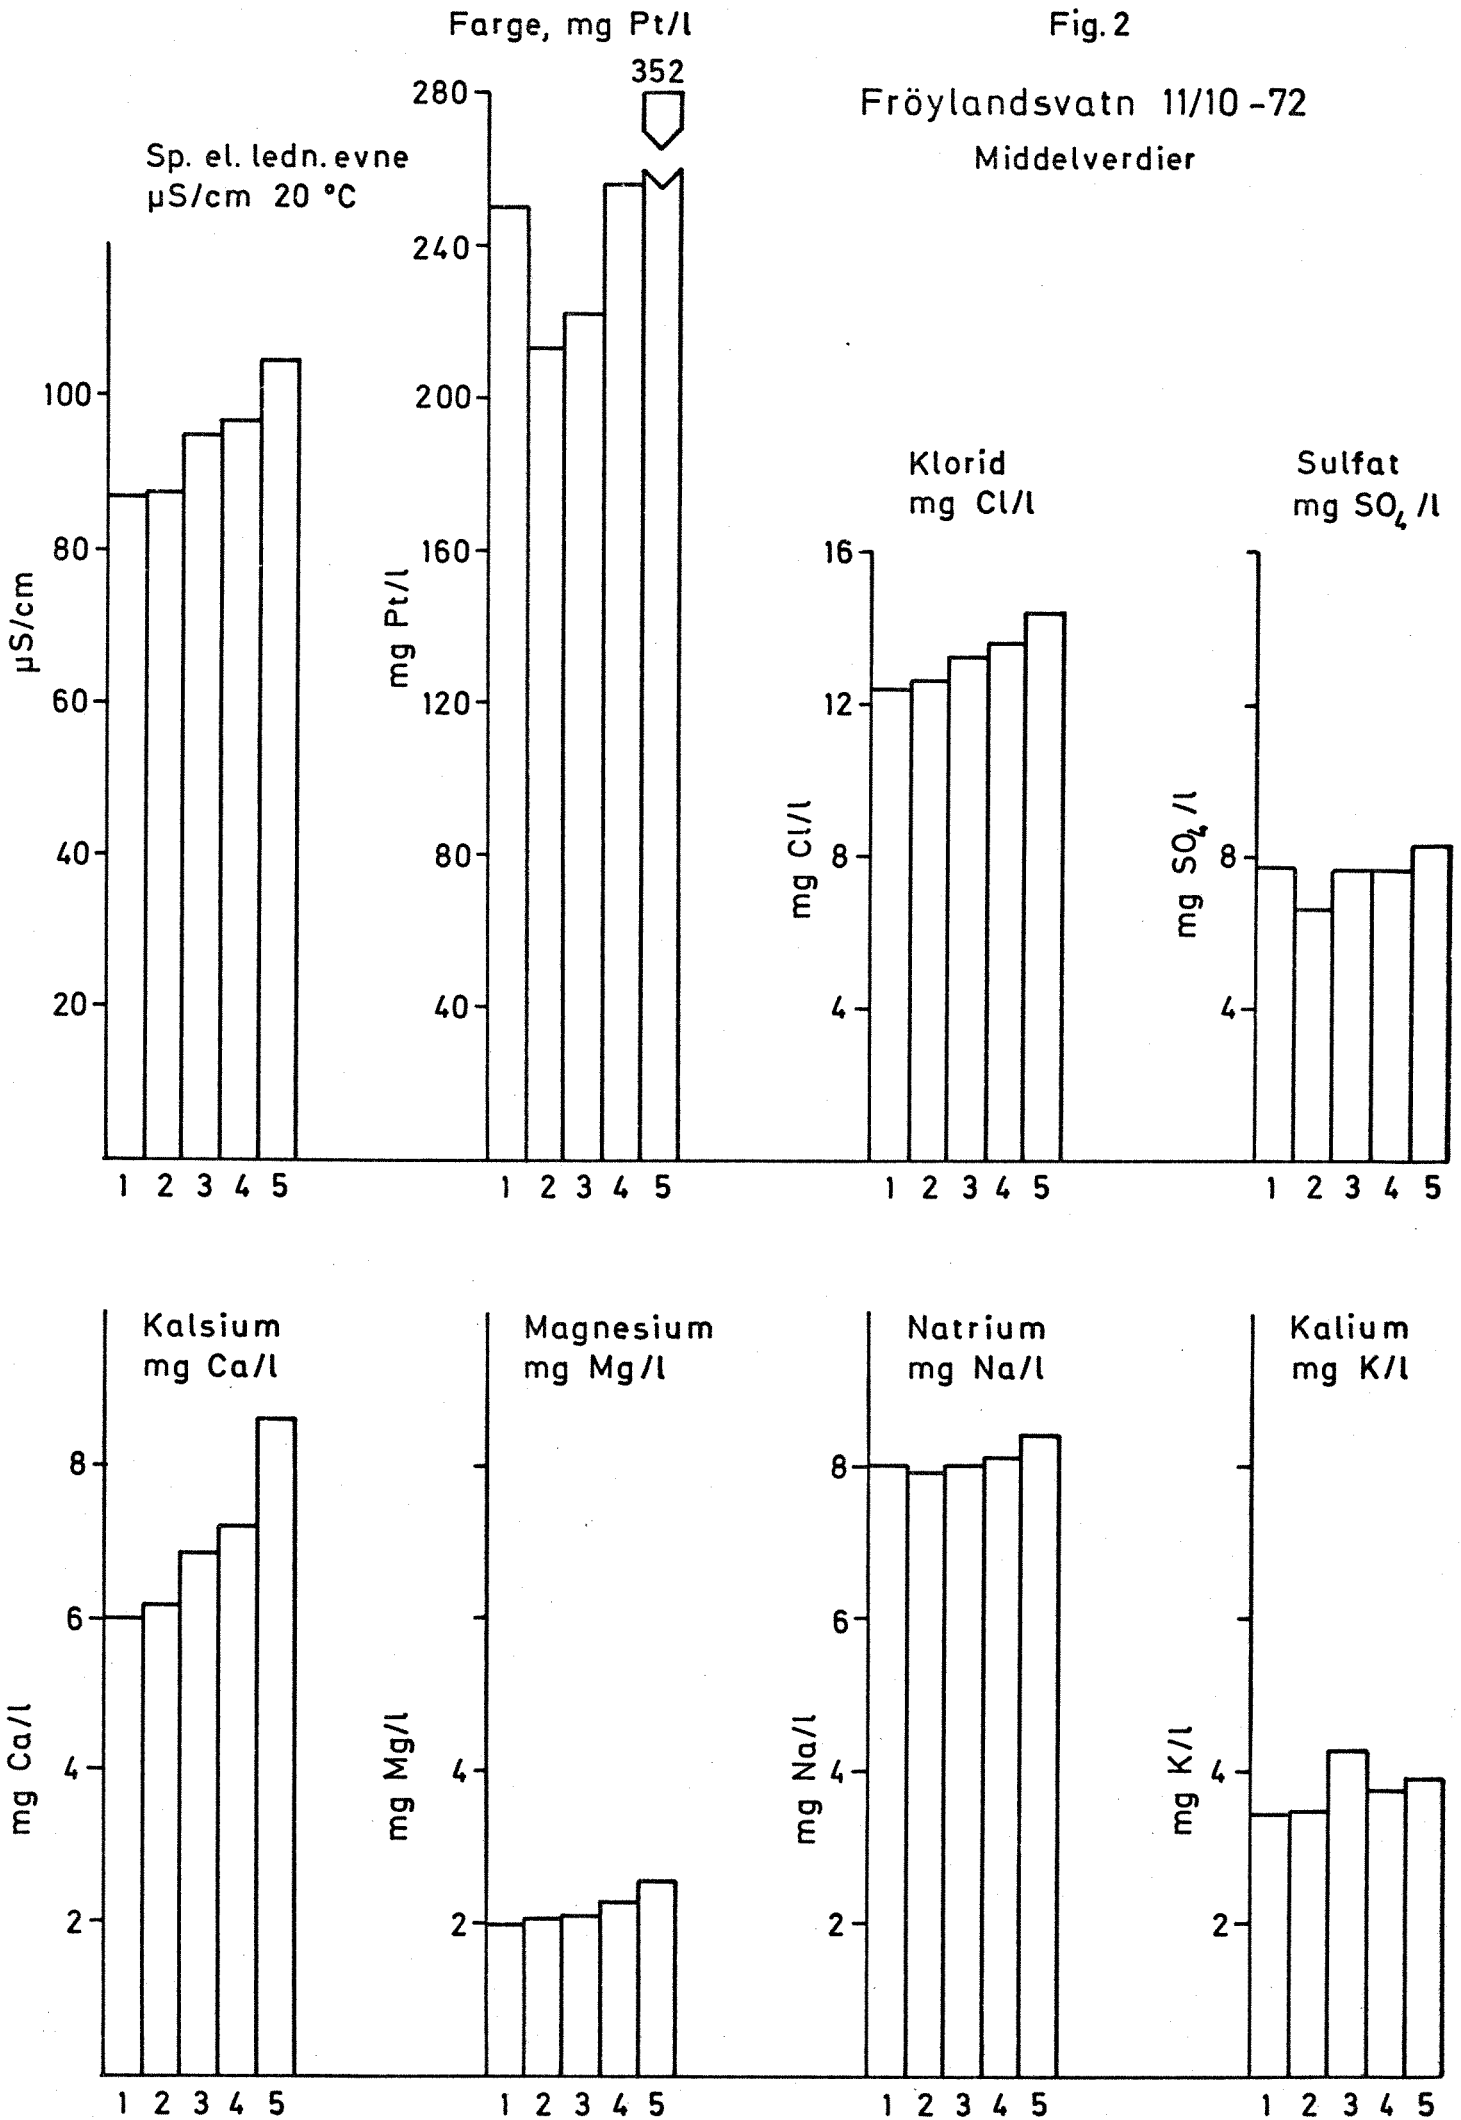 Farge, mg Pt/l
Fig. 2
352
Fröylandsvatn 11/10 -72
Middelverdier
Sp. el. ledn. evne
µS/cm 20 °C
280
240
200
160
120
80
40
mg Pt/l
100
80
60
40
20
µS/cm
Klorid
mg Cl/l
16
12
8
4
mg Cl/l
Sulfat
mg SO₄ /l
8
4
mg SO₄ /l
1 2 3 4 5
1 2 3 4 5
1 2 3 4 5
1 2 3 4 5
Kalsium
mg Ca/l
8
6
4
2
mg Ca/l
Magnesium
mg Mg/l
4
2
mg Mg/l
Natrium
mg Na/l
8
6
4
2
mg Na/l
Kalium
mg K/l
4
2
mg K/l
1 2 3 4 5
1 2 3 4 5
1 2 3 4 5
1 2 3 4 5